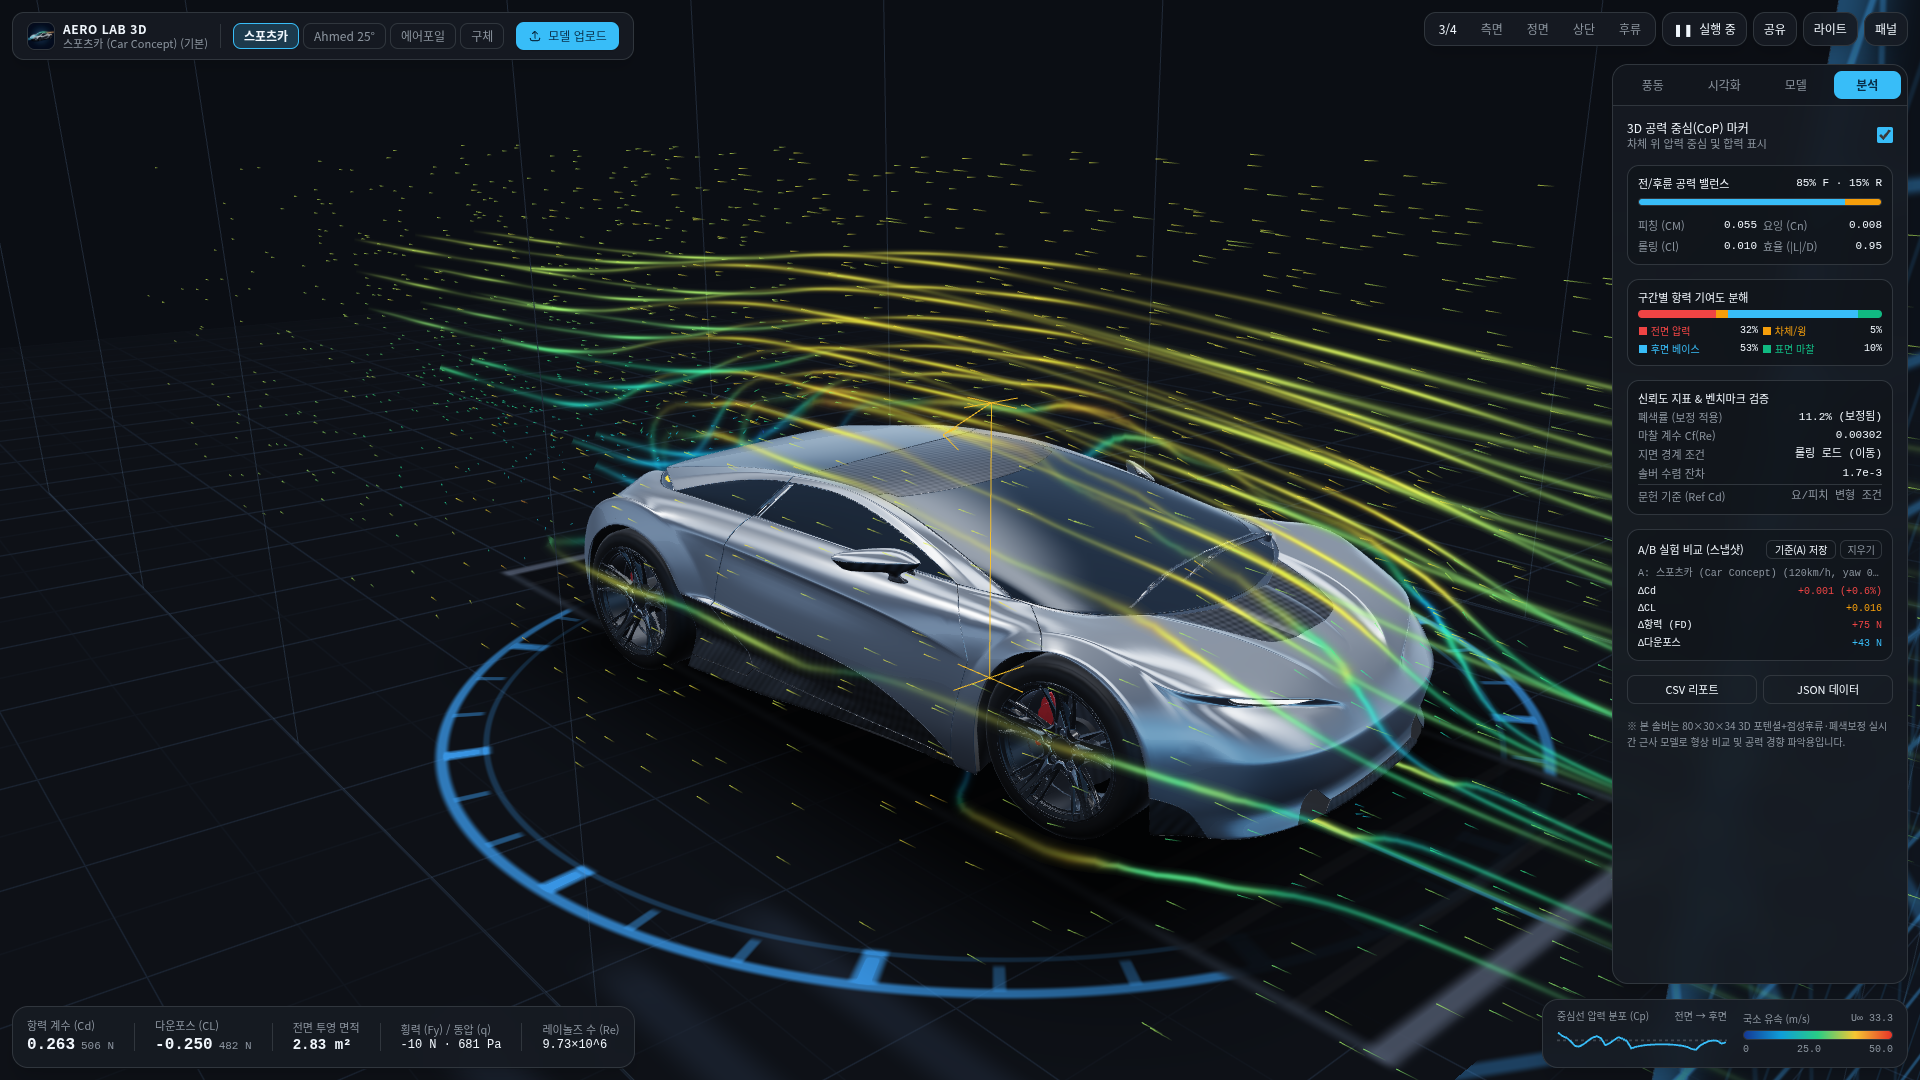 AERO LAB 3D
스포츠카 (Car Concept) (기본)
스포츠카
Ahmed 25°
에어포일
구체
모델 업로드
3/4
측면
정면
상단
후류
실행 중
공유
라이트
패널
풍동
시각화
모델
분석
3D 공력 중심(CoP) 마커
차체 위 압력 중심 및 합력 표시
전/후륜 공력 밸런스 85% F · 15% R
피칭 (CM) 0.055 요잉 (Cn) 0.008
롤링 (Cl) 0.010 효율 (|L|/D) 0.95
구간별 항력 기여도 분해
전면 압력 32% 차체/윙 5%
후면 베이스 53% 표면 마찰 10%
신뢰도 지표 & 벤치마크 검증
폐색률 (보정 적용) 11.2% (보정됨)
마찰 계수 Cf(Re) 0.00302
지면 경계 조건 롤링 로드 (이동)
솔버 수렴 잔차 1.7e-3
문헌 기준 (Ref Cd) 요/피치 변형 조건
A/B 실험 비교 (스냅샷) 기준(A) 저장 지우기
A: 스포츠카 (Car Concept) (120km/h, yaw 0…
ΔCd +0.001 (+0.6%)
ΔCL +0.016
Δ항력 (FD) +75 N
Δ다운포스 +43 N
CSV 리포트 JSON 데이터
※ 본 솔버는 80×30×34 3D 포텐셜+점성후류·폐색보정 실시
간 근사 모델로 형상 비교 및 공력 경향 파악용입니다.
항력 계수 (Cd)
0.263 506 N
다운포스 (CL)
-0.250 482 N
전면 투영 면적
2.83 m²
횡력 (Fy) / 동압 (q)
-10 N · 681 Pa
레이놀즈 수 (Re)
9.73×10^6
중심선 압력 분포 (Cp) 전면 → 후면
국소 유속 (m/s) U∞ 33.3
0 25.0 50.0